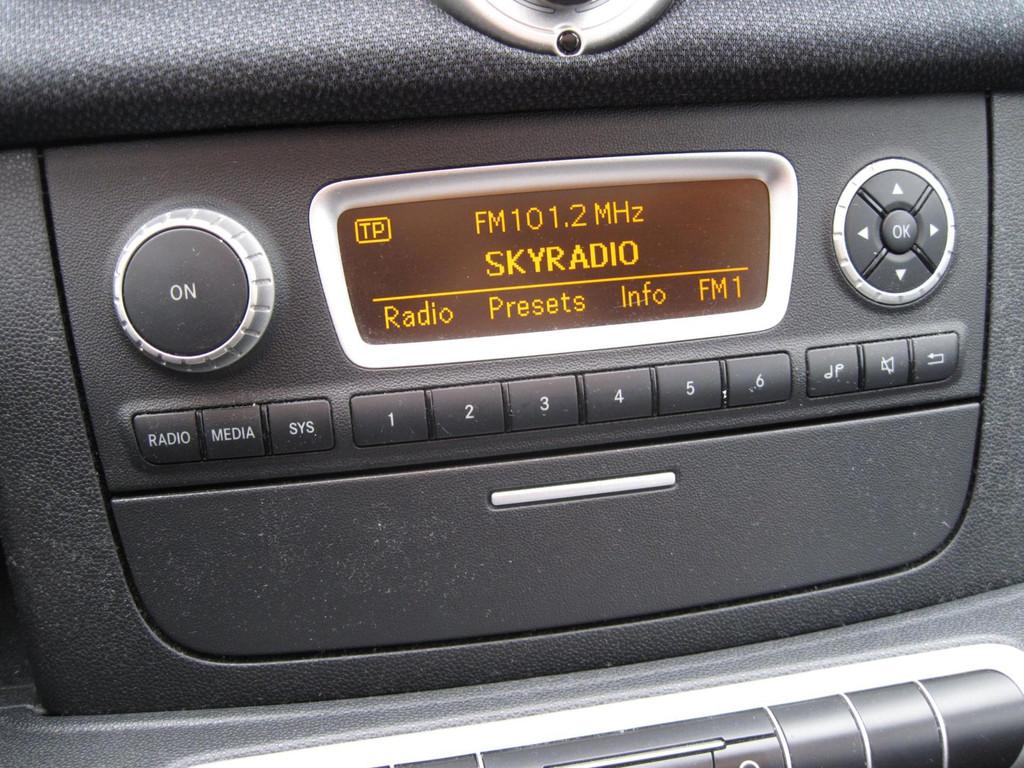 TP FM101.2 MHz
SKYRADIO
Radio Presets Info FM1
ON
OK
RADIO MEDIA SYS
1 2 3 4 5 6